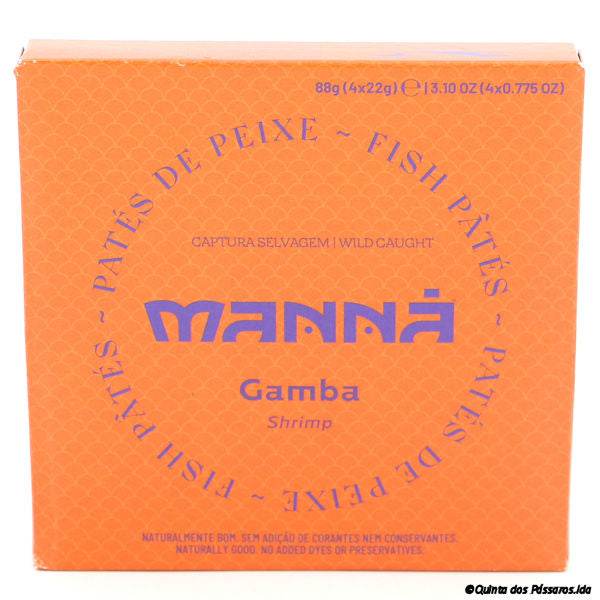 88g (4x22g) ℮ | 3.10 OZ (4x0.775 OZ)
PATÉS DE PEIXE ~ FISH PÂTÉS ~ PATÉS DE PEIXE ~ FISH PÂTÉS ~
CAPTURA SELVAGEM | WILD CAUGHT
MANNÁ
Gamba
Shrimp
NATURALMENTE BOM. SEM ADIÇÃO DE CORANTES NEM CONSERVANTES.
NATURALLY GOOD. NO ADDED DYES OR PRESERVATIVES.
©Quinta dos Pássaros.lda